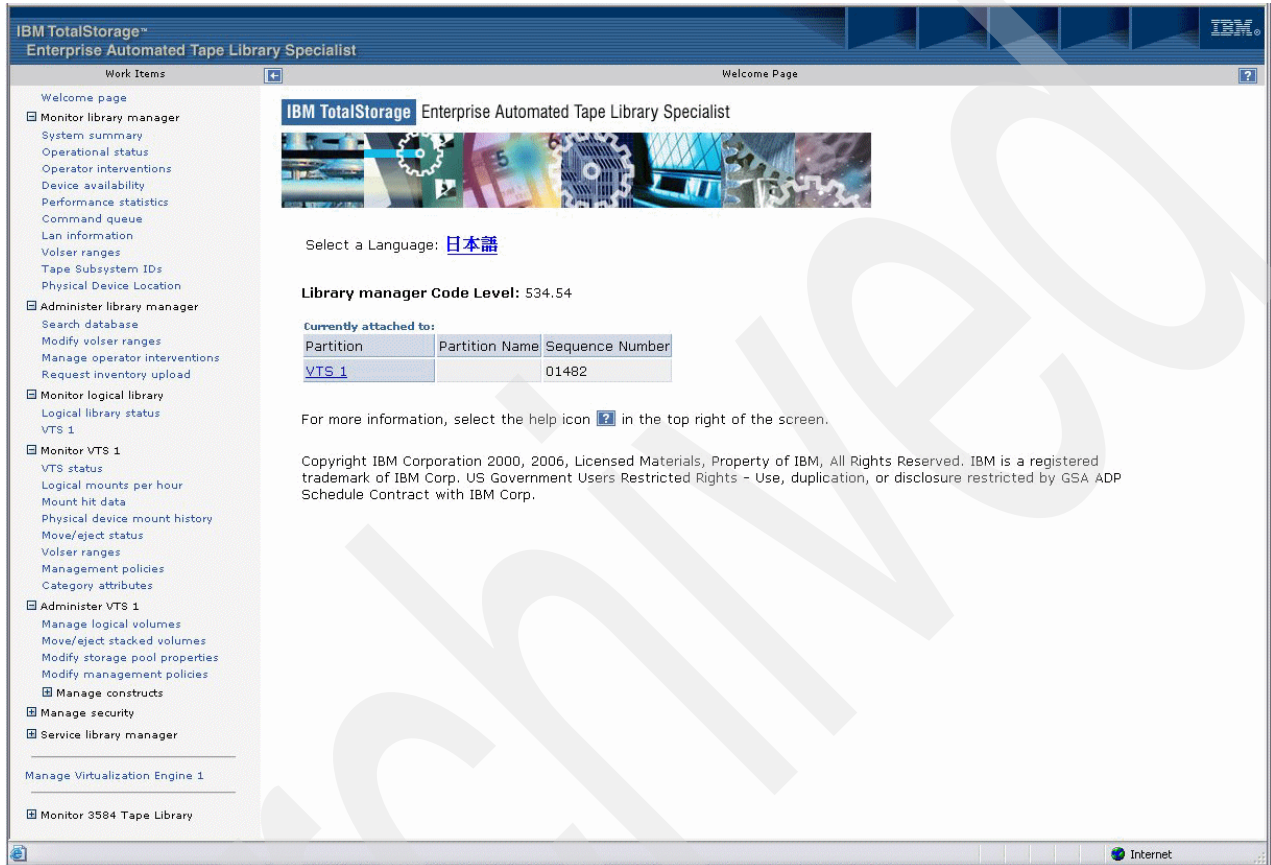 IBM TotalStorage™
Enterprise Automated Tape Library Specialist
IBM®
Work Items
Welcome Page
?
Welcome page
Monitor library manager
System summary
Operational status
Operator interventions
Device availability
Performance statistics
Command queue
Lan information
Volser ranges
Tape Subsystem IDs
Physical Device Location
Administer library manager
Search database
Modify volser ranges
Manage operator interventions
Request inventory upload
Monitor logical library
Logical library status
VTS 1
Monitor VTS 1
VTS status
Logical mounts per hour
Mount hit data
Physical device mount history
Move/eject status
Volser ranges
Management policies
Category attributes
Administer VTS 1
Manage logical volumes
Move/eject stacked volumes
Modify storage pool properties
Modify management policies
Manage constructs
Manage security
Service library manager
Manage Virtualization Engine 1
Monitor 3584 Tape Library
IBM TotalStorage Enterprise Automated Tape Library Specialist
5
Select a Language: 日本語
Library manager Code Level: 534.54
Currently attached to:
Partition Partition Name Sequence Number
VTS 1 01482
For more information, select the help icon ? in the top right of the screen.
Copyright IBM Corporation 2000, 2006, Licensed Materials, Property of IBM, All Rights Reserved. IBM is a registered
trademark of IBM Corp. US Government Users Restricted Rights - Use, duplication, or disclosure restricted by GSA ADP
Schedule Contract with IBM Corp.
Internet